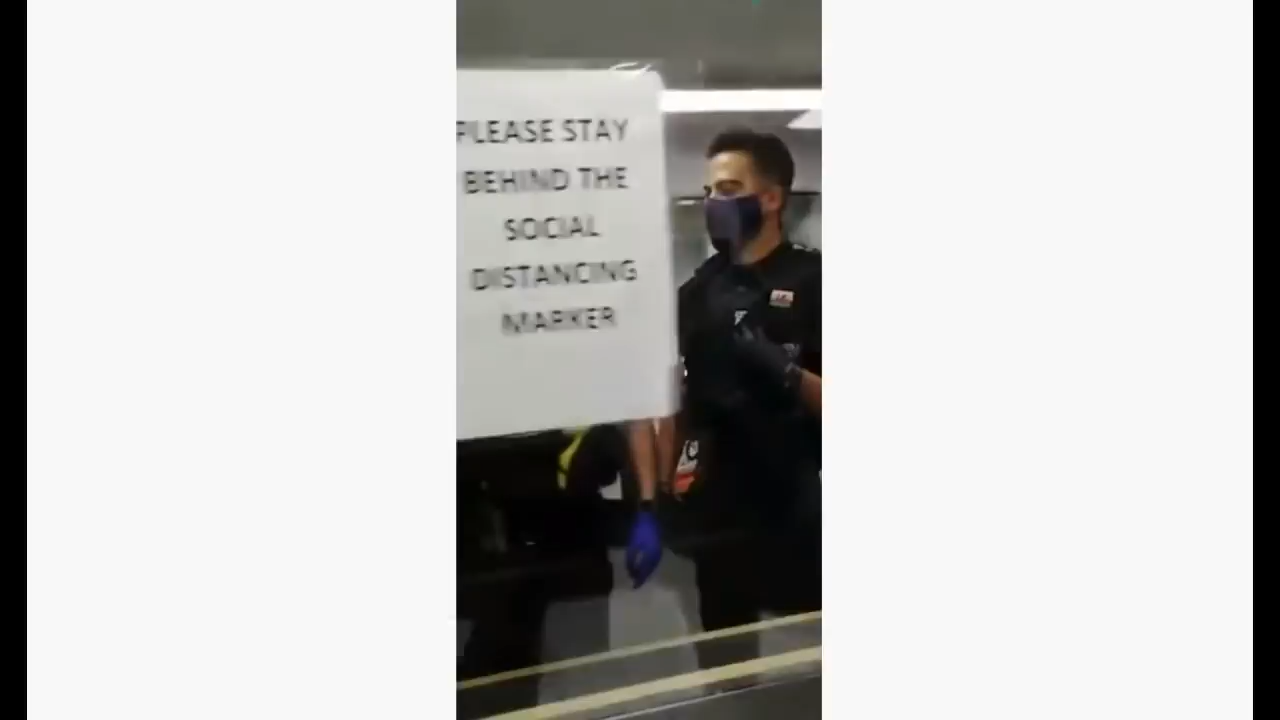 PLEASE STAY
BEHIND THE
SOCIAL
DISTANCING
MARKER